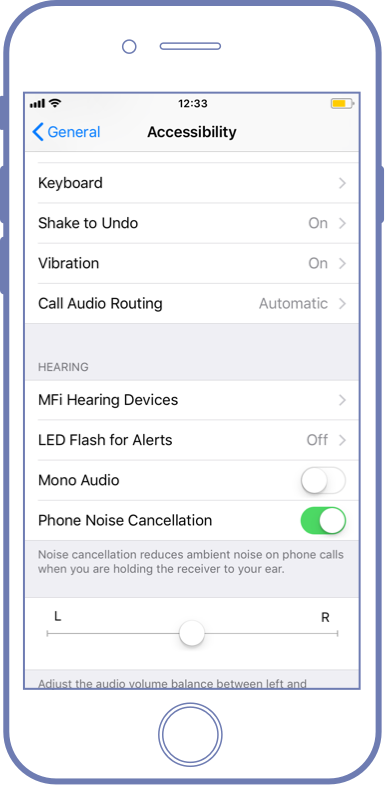 12:33
General
Accessibility
Keyboard
Shake to Undo On
Vibration On
Call Audio Routing Automatic
HEARING
MFi Hearing Devices
LED Flash for Alerts Off
Mono Audio
Phone Noise Cancellation
Noise cancellation reduces ambient noise on phone calls
when you are holding the receiver to your ear.
L R
Adjust the audio volume balance between left and